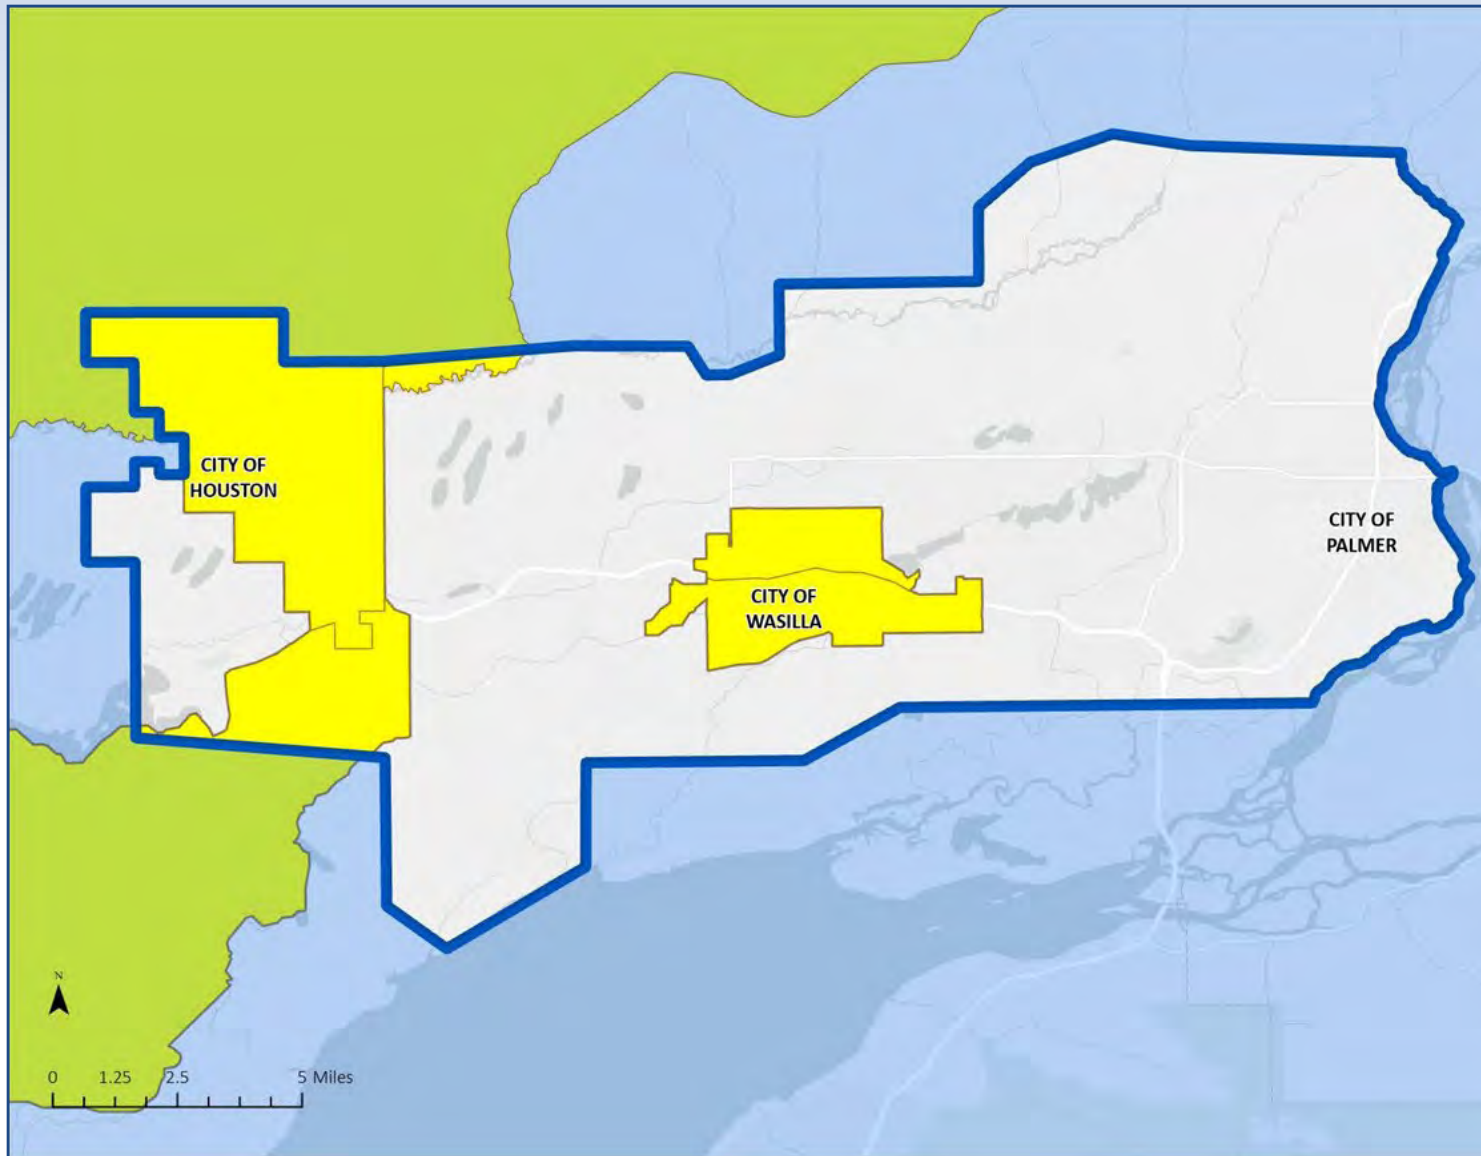 CITY OF
HOUSTON
CITY OF
PALMER
CITY OF
WASILLA
N
0 1.25 2.5 5 Miles